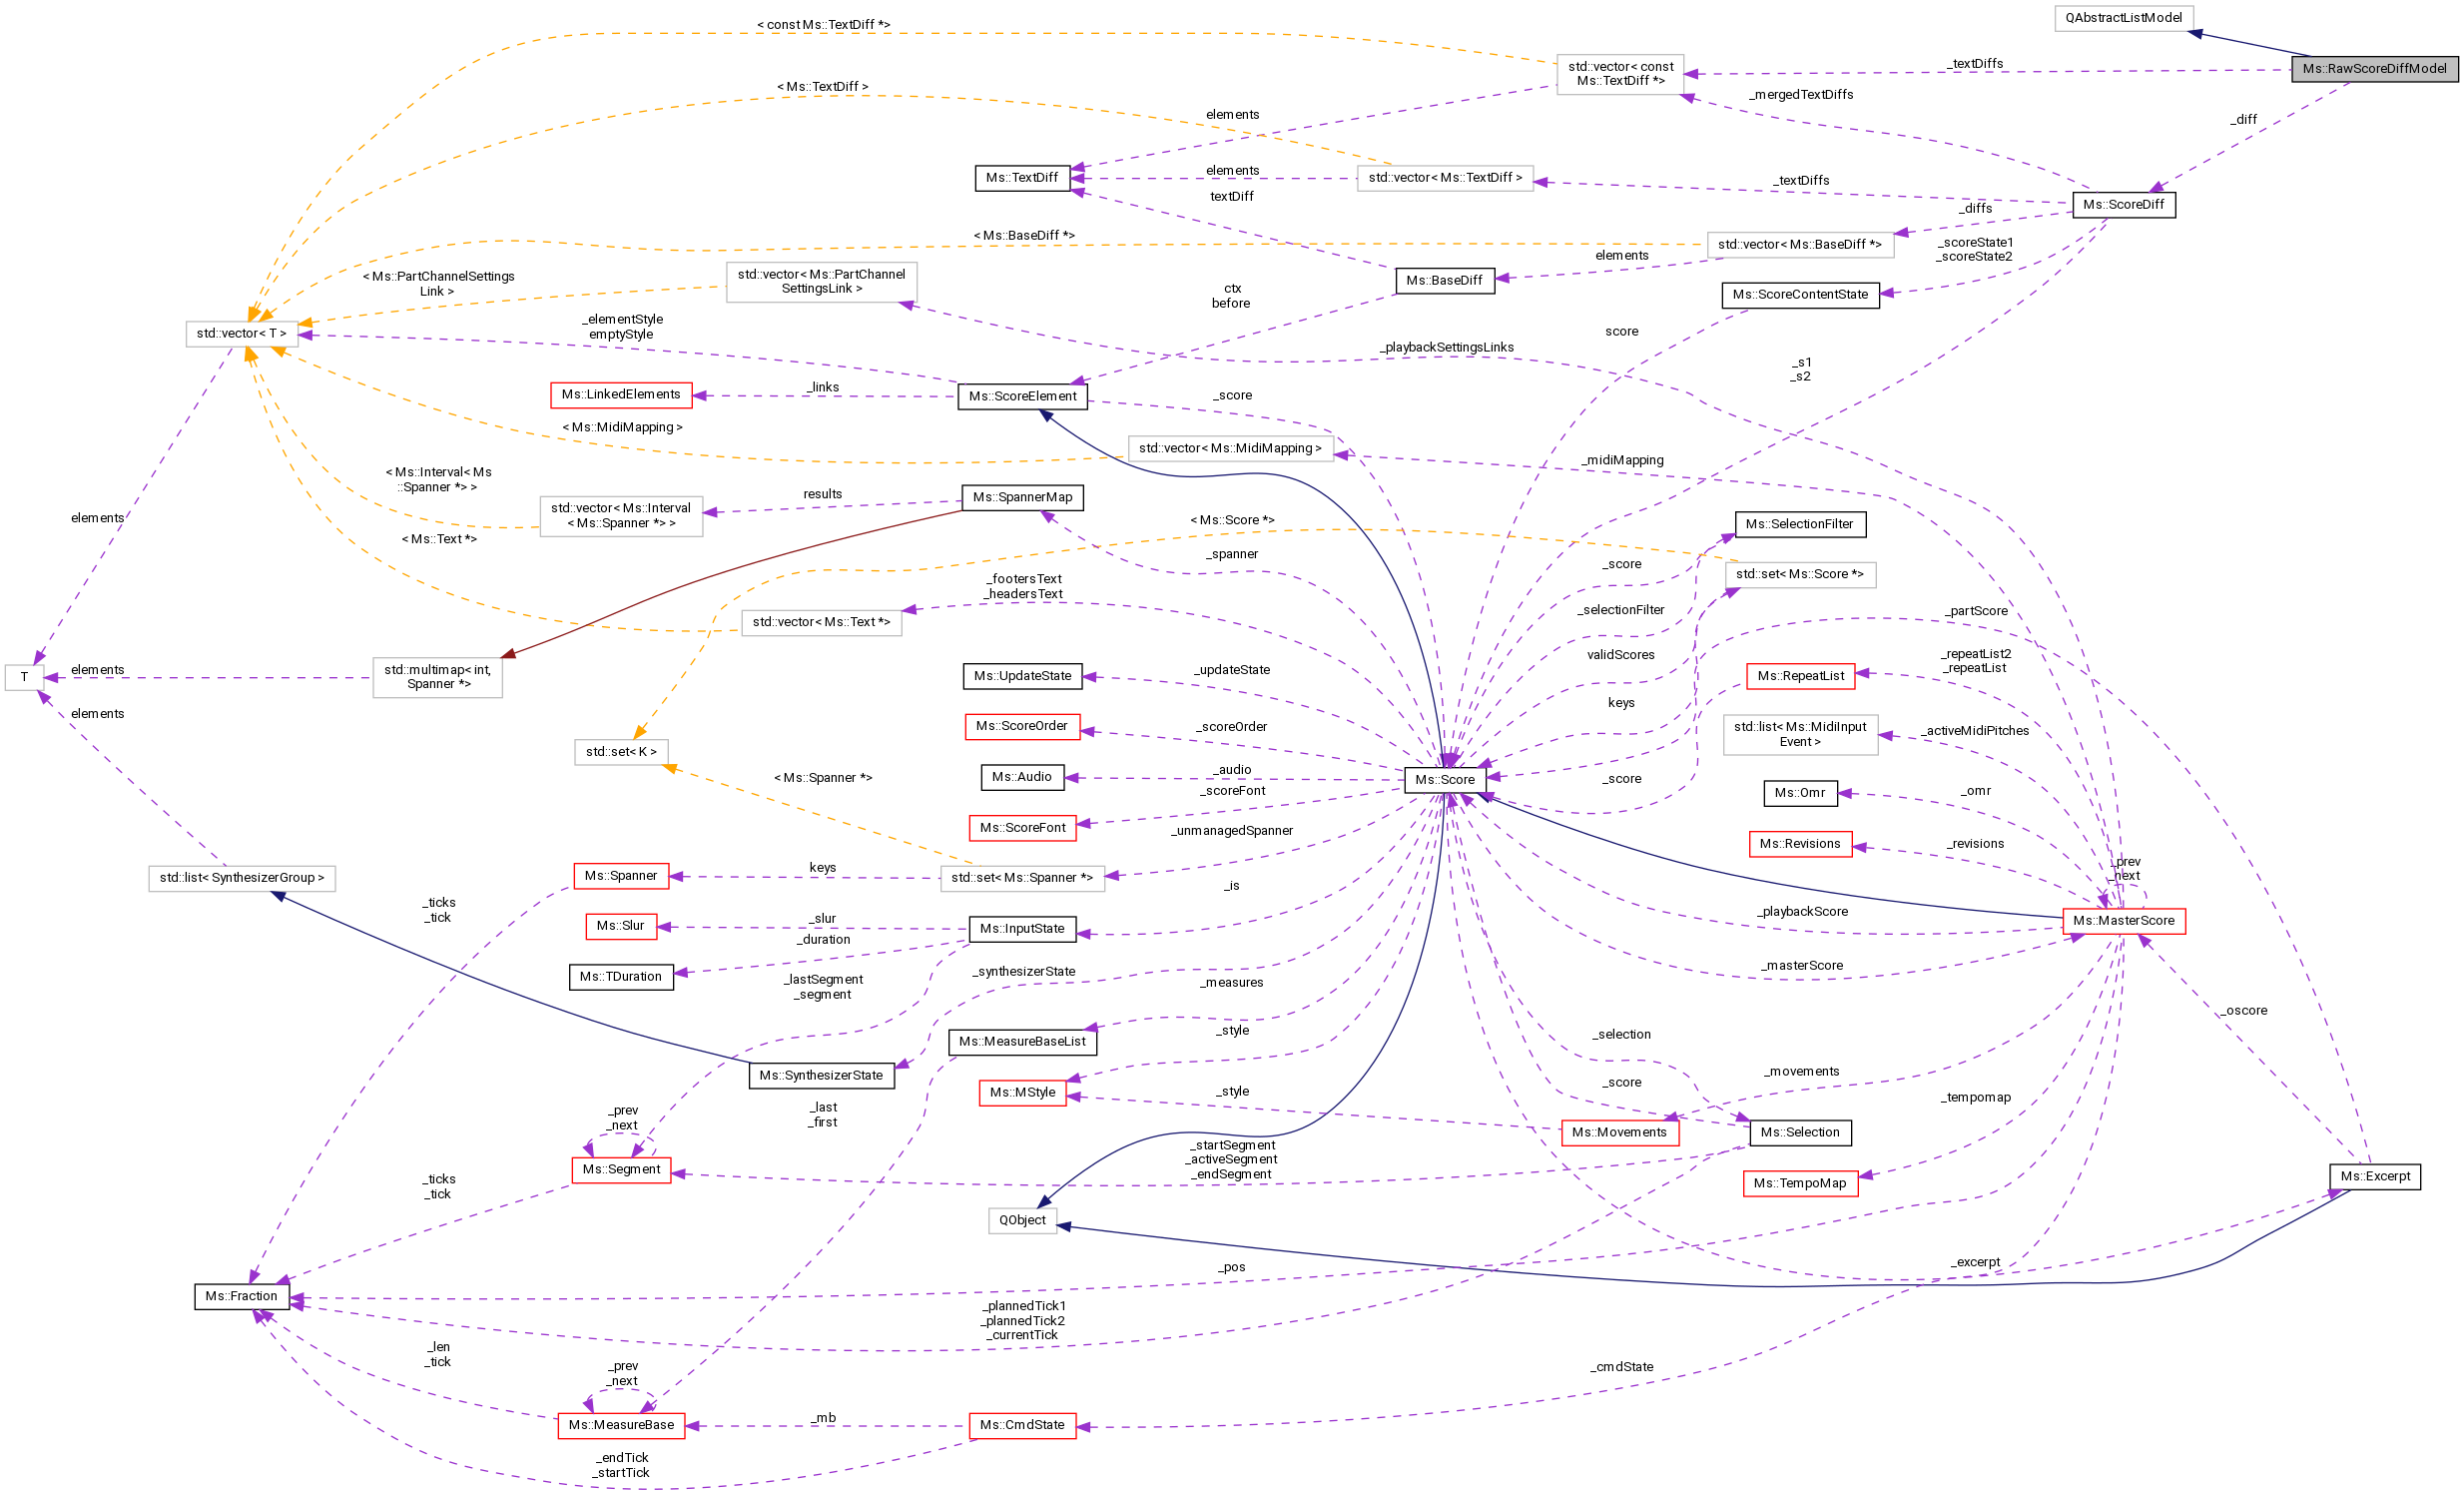 QAbstractListModel
< const Ms::TextDiff *>
std::vector< const
Ms::TextDiff *>
_textDiffs
Ms::RawScoreDiffModel
< Ms::TextDiff >
_mergedTextDiffs
elements
_diff
Ms::TextDiff
elements
std::vector< Ms::TextDiff >
_textDiffs
textDiff
Ms::ScoreDiff
_diffs
< Ms::BaseDiff *>
std::vector< Ms::BaseDiff *>
elements
_scoreState1
_scoreState2
< Ms::PartChannelSettings
Link >
std::vector< Ms::PartChannel
SettingsLink >
Ms::BaseDiff
ctx
before
Ms::ScoreContentState
std::vector< T >
_elementStyle
emptyStyle
score
_playbackSettingsLinks
_s1
_s2
Ms::LinkedElements
_links
Ms::ScoreElement
_score
< Ms::MidiMapping >
std::vector< Ms::MidiMapping >
_midiMapping
< Ms::Interval< Ms
::Spanner *> >
std::vector< Ms::Interval
< Ms::Spanner *> >
results
Ms::SpannerMap
elements
< Ms::Text *>
< Ms::Score *>
Ms::SelectionFilter
_spanner
_score
std::set< Ms::Score *>
_footersText
_headersText
_selectionFilter
_partScore
std::vector< Ms::Text *>
validScores
T
elements
std::multimap< int,
Spanner *>
Ms::UpdateState
_updateState
Ms::RepeatList
_repeatList2
_repeatList
keys
elements
Ms::ScoreOrder
_scoreOrder
std::list< Ms::MidiInput
Event >
_activeMidiPitches
std::set< K >
< Ms::Spanner *>
Ms::Audio
_audio
Ms::Score
_score
_scoreFont
Ms::Omr
_omr
Ms::ScoreFont
_unmanagedSpanner
Ms::Revisions
_revisions
std::list< SynthesizerGroup >
Ms::Spanner
keys
std::set< Ms::Spanner *>
_prev
_next
_is
_ticks
_tick
Ms::Slur
_slur
Ms::InputState
_playbackScore
Ms::MasterScore
_duration
Ms::TDuration
_lastSegment
_segment
_synthesizerState
_masterScore
_measures
_oscore
Ms::MeasureBaseList
_style
_selection
Ms::SynthesizerState
Ms::MStyle
_style
_score
_movements
_tempomap
_last
_first
_prev
_next
Ms::Movements
Ms::Selection
_startSegment
_activeSegment
_endSegment
Ms::Segment
Ms::TempoMap
Ms::Excerpt
_ticks
_tick
QObject
_pos
_excerpt
Ms::Fraction
_plannedTick1
_plannedTick2
_currentTick
_len
_tick
_prev
_next
_cmdState
Ms::MeasureBase
_mb
Ms::CmdState
_endTick
_startTick